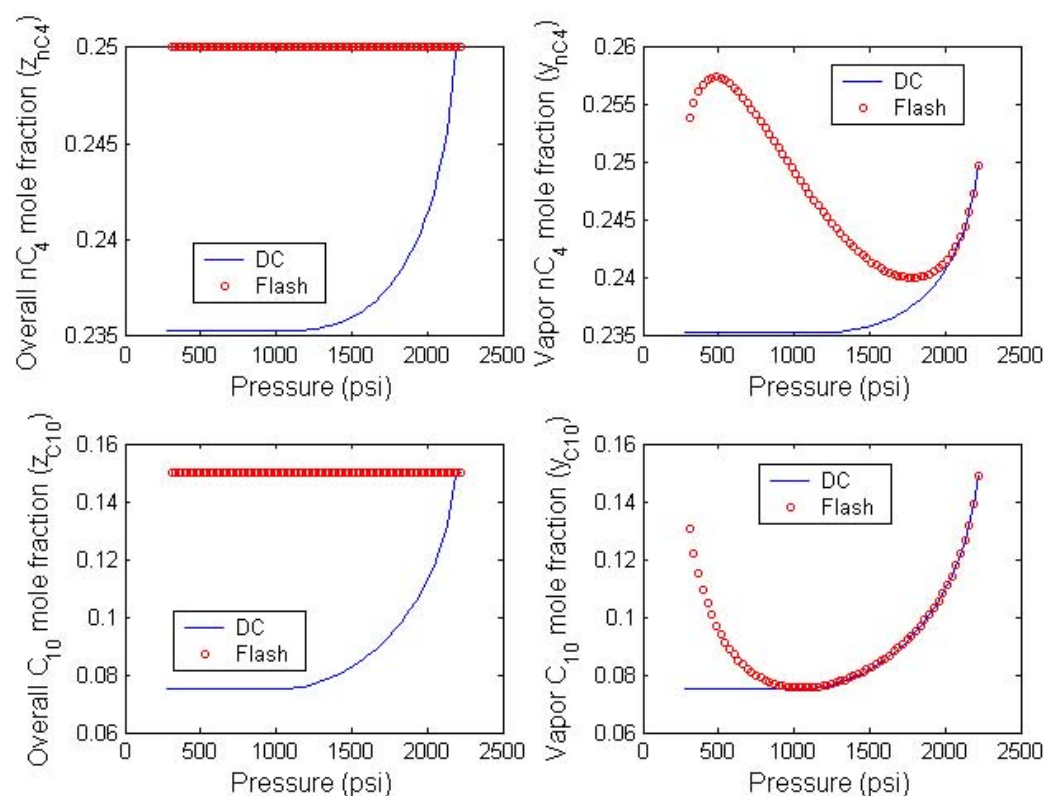 Overall nC4 mole fraction (znC4)
0.25
0.245
0.24
0.235
0 500 1000 1500 2000 2500
Pressure (psi)
DC
Flash
Vapor nC4 mole fraction (ynC4)
0.26
0.255
0.25
0.245
0.24
0.235
0 500 1000 1500 2000 2500
Pressure (psi)
DC
Flash
Overall C10 mole fraction (zC10)
0.16
0.14
0.12
0.1
0.08
0.06
0 500 1000 1500 2000 2500
Pressure (psi)
DC
Flash
Vapor C10 mole fraction (yC10)
0.16
0.14
0.12
0.1
0.08
0.06
0 500 1000 1500 2000 2500
Pressure (psi)
DC
Flash